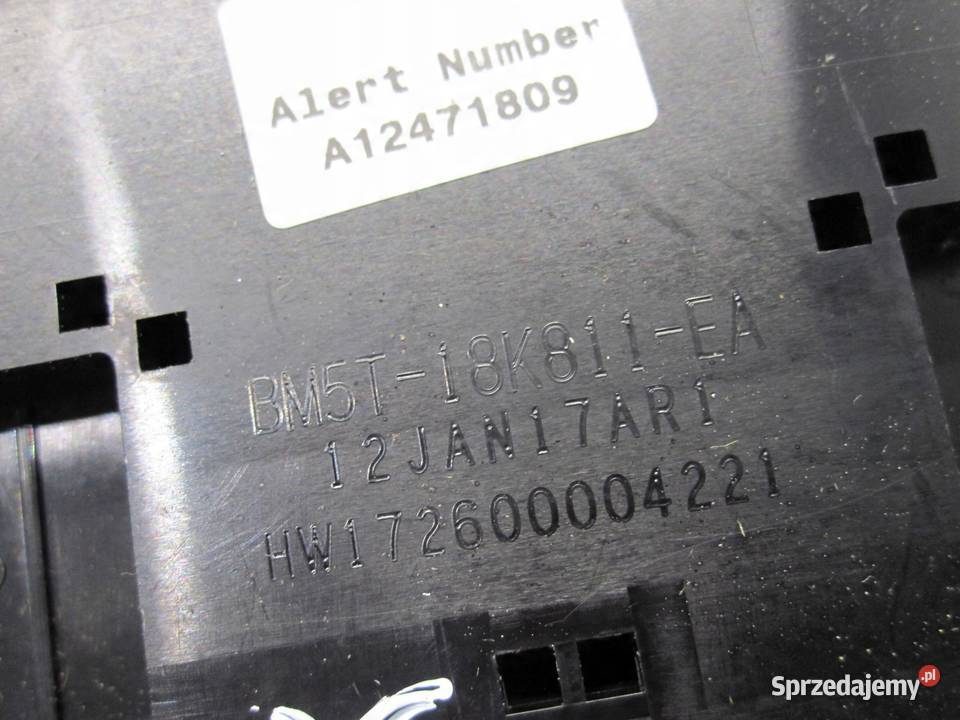 Alert Number
A12471809
BM5T-18K811-EA
12JAN17AR1
HW172600004221
Sprzedajemy.pl